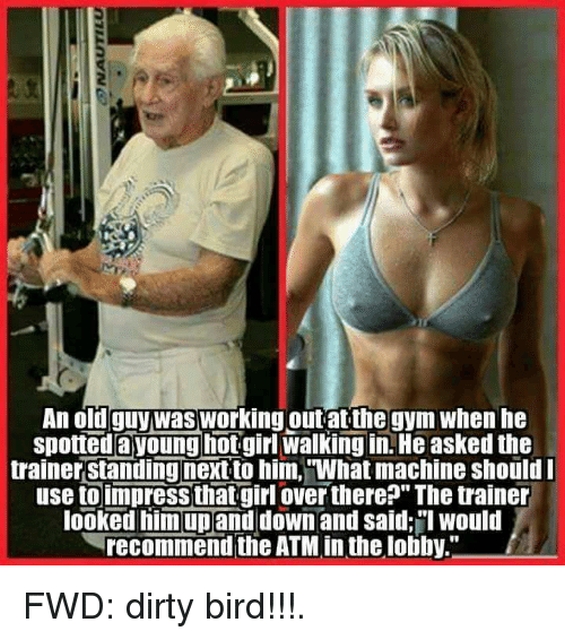 NAUTILU
An old guy was working out at the gym when he
spotted a young hot girl walking in. He asked the
trainer standing next to him, "What machine should I
use to impress that girl over there?" The trainer
looked him up and down and said; "I would
recommend the ATM in the lobby."
FWD: dirty bird!!!.